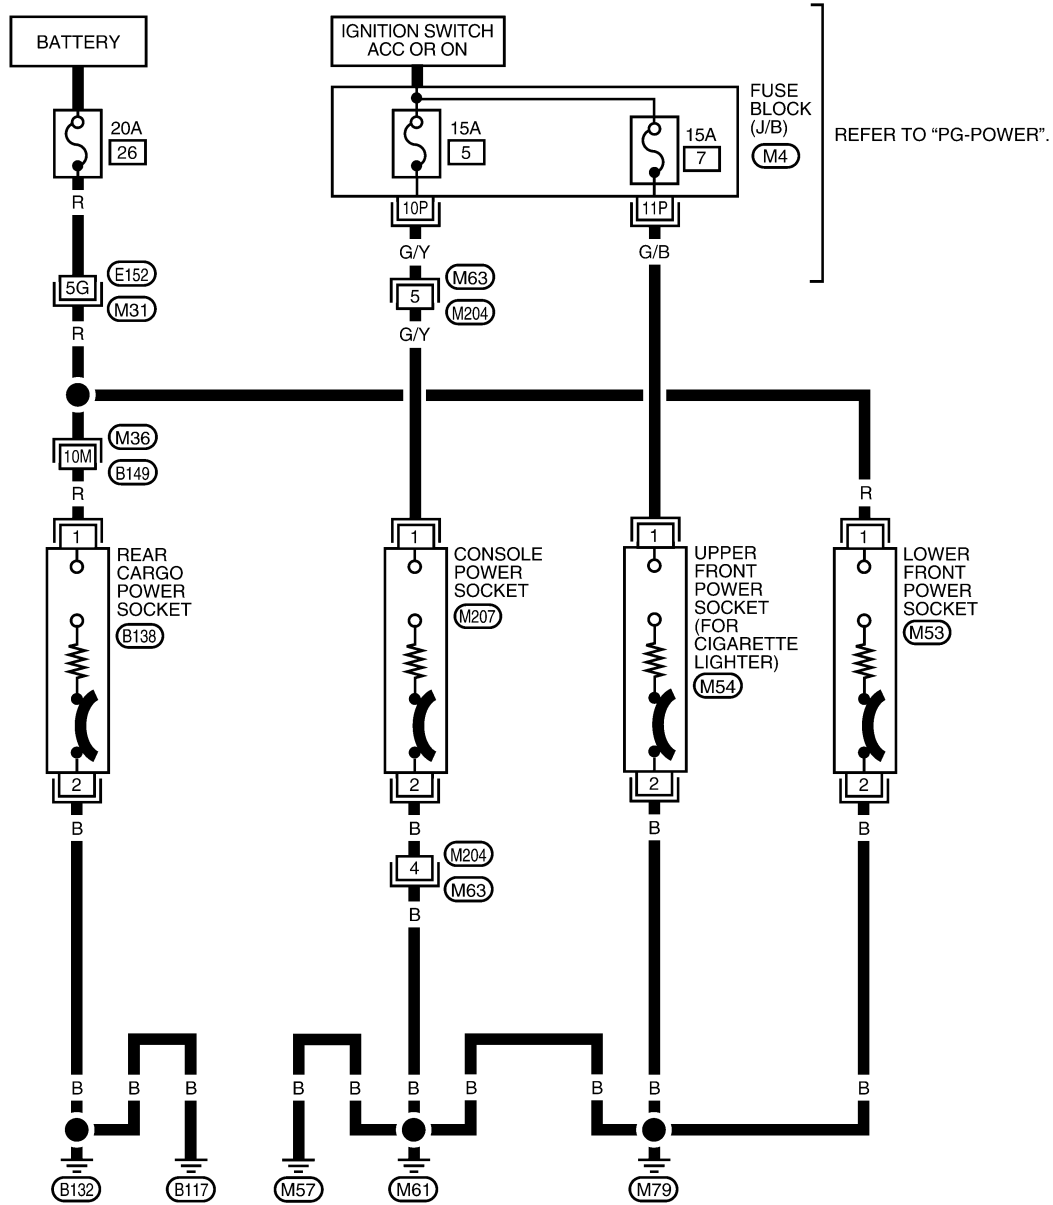 BATTERY
IGNITION SWITCH
ACC OR ON
20A
26
15A
5
15A
7
FUSE
BLOCK
(J/B)
M4
REFER TO “PG-POWER”.
R
10P
11P
G/Y
G/B
5G
E152
M31
5
M63
M204
R
G/Y
10M
M36
B149
R
R
1
1
1
1
REAR
CARGO
POWER
SOCKET
B138
CONSOLE
POWER
SOCKET
M207
UPPER
FRONT
POWER
SOCKET
(FOR
CIGARETTE
LIGHTER)
M54
LOWER
FRONT
POWER
SOCKET
M53
2
2
2
2
B
B
B
B
4
M204
M63
B
B
B
B
B
B
B
B
B
B
B
B132
B117
M57
M61
M79